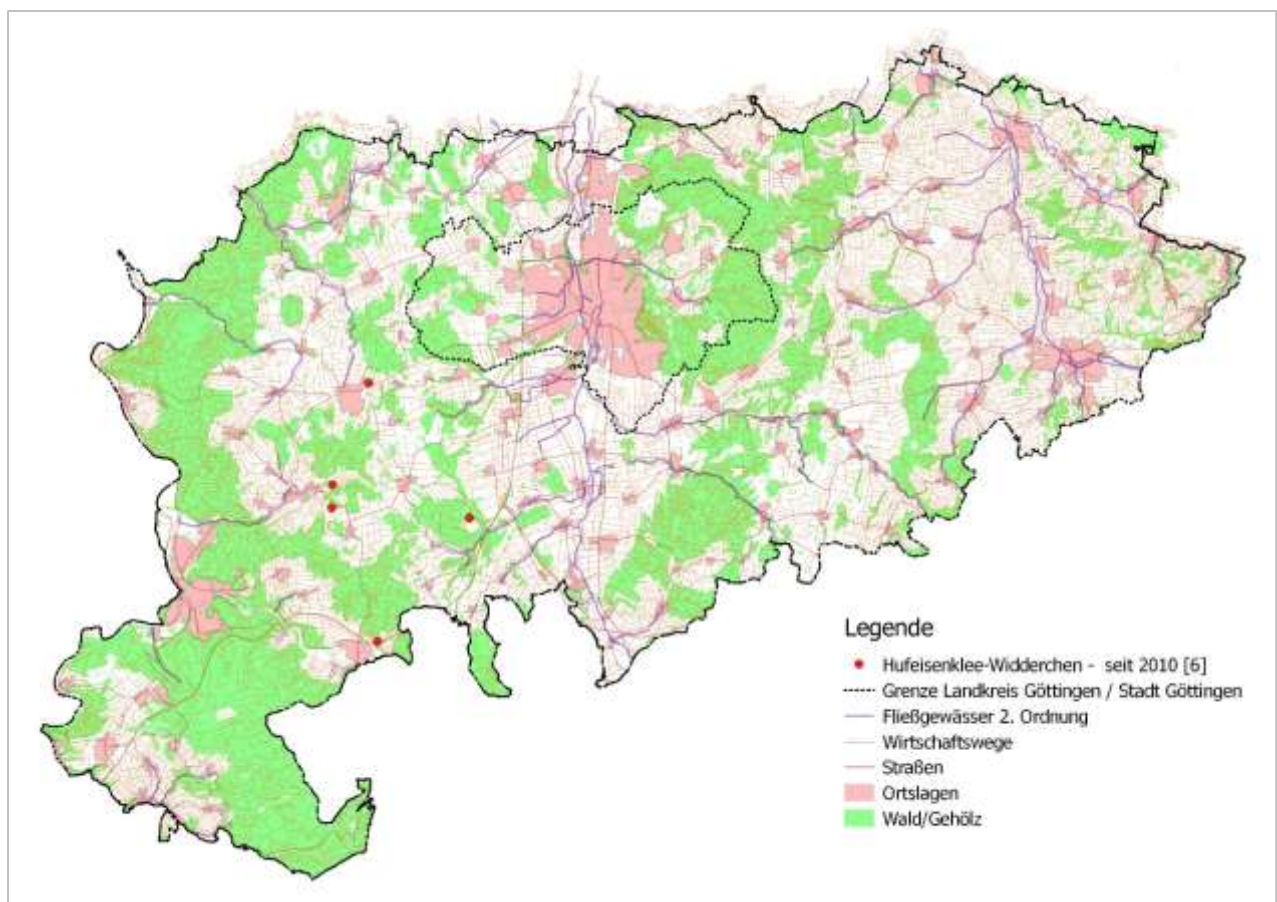 Legende
Hufeisenklee-Widderchen - seit 2010 [6]
Grenze Landkreis Göttingen / Stadt Göttingen
Fließgewässer 2. Ordnung
Wirtschaftswege
Straßen
Ortslagen
Wald/Gehölz